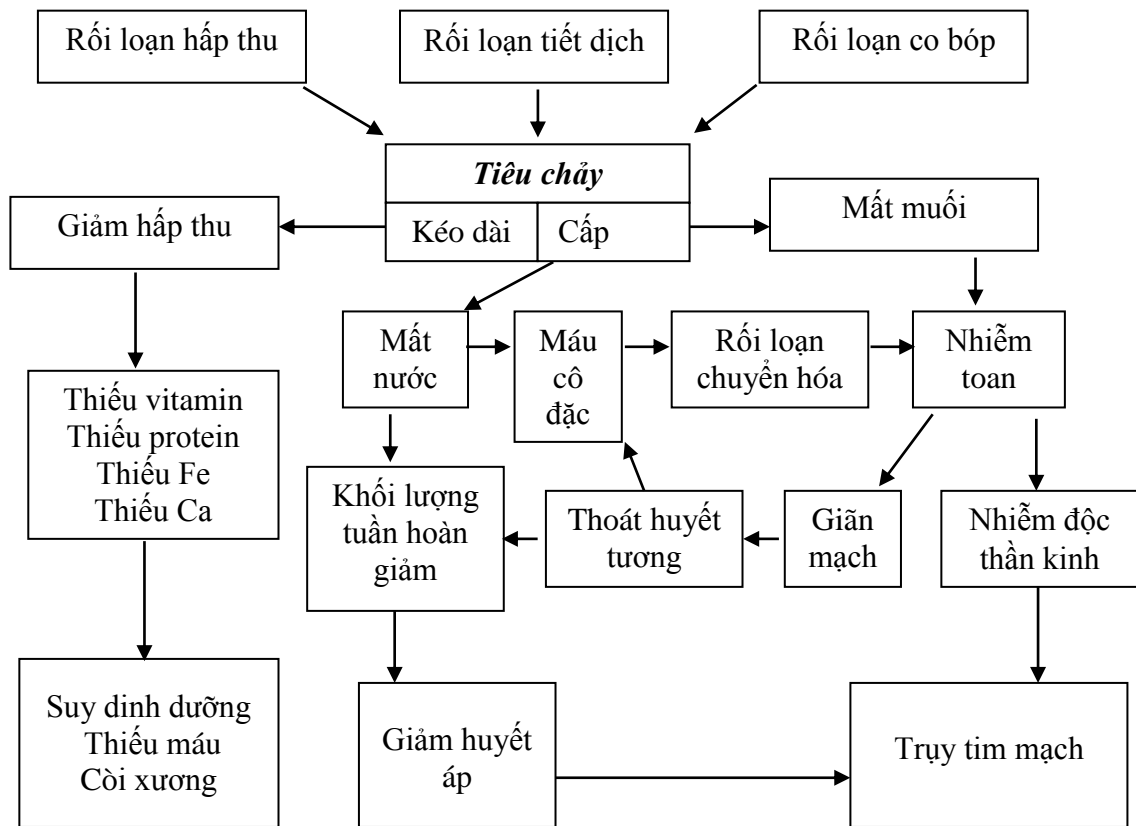 Rối loạn hấp thu
Rối loạn tiết dịch
Rối loạn co bóp
Tiêu chảy
Kéo dài
Cấp
Giảm hấp thu
Mất muối
Mất
nước
Máu
cô
đặc
Rối loạn
chuyển hóa
Nhiễm
toan
Thiếu vitamin
Thiếu protein
Thiếu Fe
Thiếu Ca
Khối lượng
tuần hoàn
giảm
Thoát huyết
tương
Giãn
mạch
Nhiễm độc
thần kinh
Suy dinh dưỡng
Thiếu máu
Còi xương
Giảm huyết
áp
Trụy tim mạch